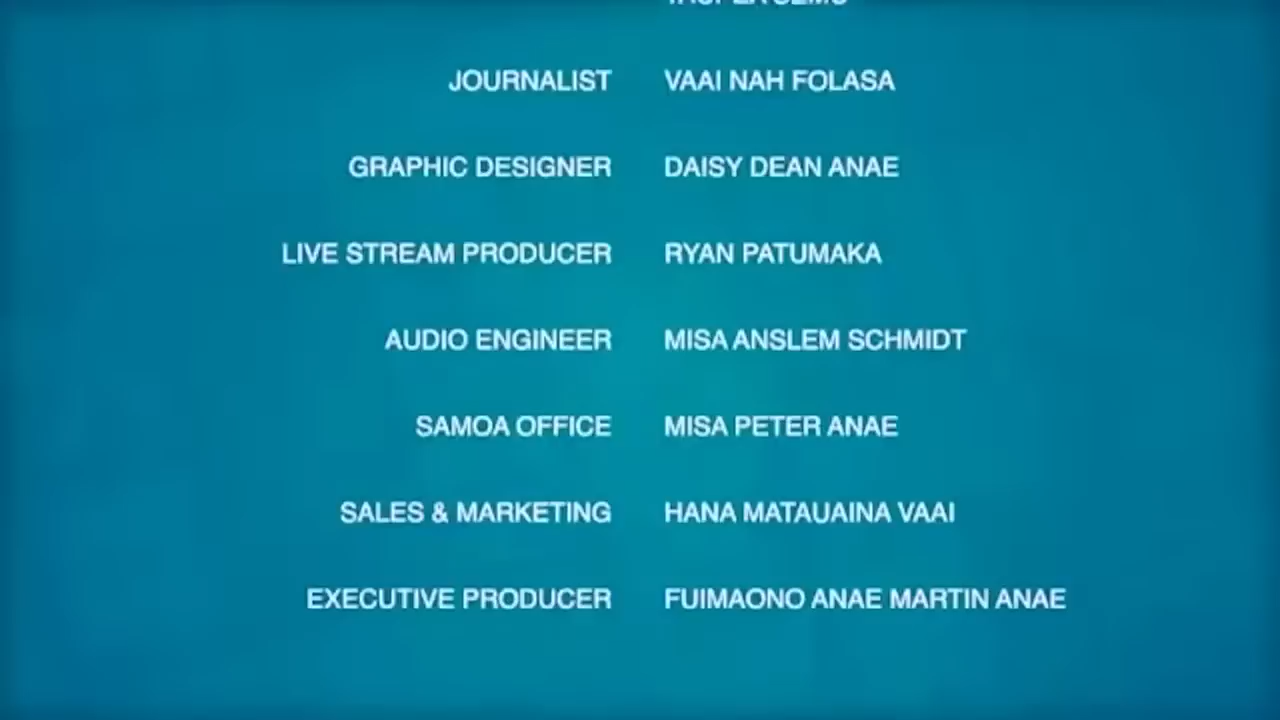 JOURNALIST VAAI NAH FOLASA
GRAPHIC DESIGNER DAISY DEAN ANAE
LIVE STREAM PRODUCER RYAN PATUMAKA
AUDIO ENGINEER MISA ANSLEM SCHMIDT
SAMOA OFFICE MISA PETER ANAE
SALES & MARKETING HANA MATAUAINA VAAI
EXECUTIVE PRODUCER FUIMAONO ANAE MARTIN ANAE